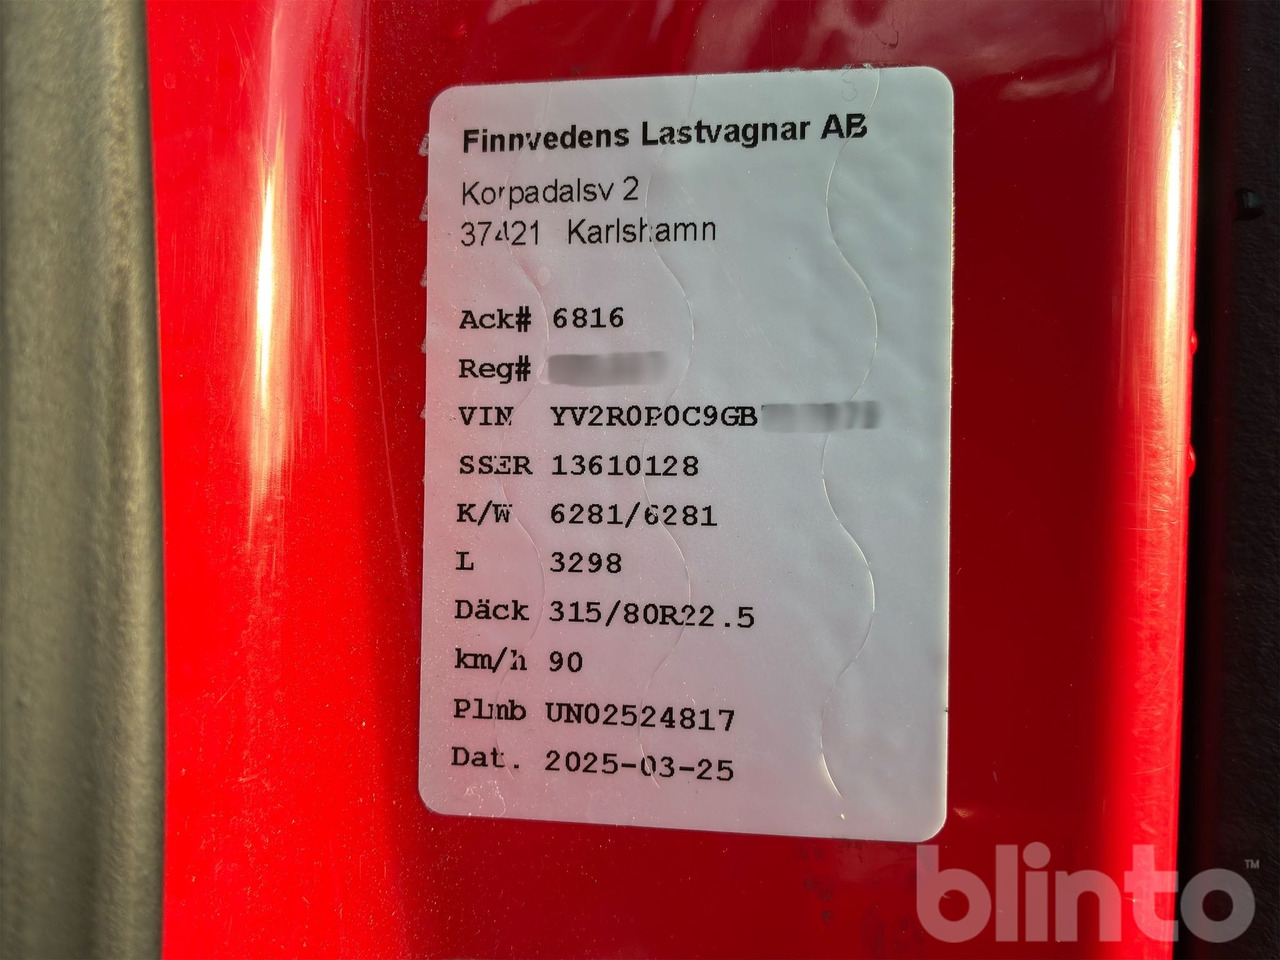 Finnvedens Lastvagnar AB
Korpadalsv 2
37421 Karlshamn
Ack# 6816
Reg#
VIN YV2R0P0C9GB
SSER 13610128
K/W 6281/6281
L 3298
Däck 315/80R22.5
km/h 90
Plmb UN02524817
Dat. 2025-03-25
blinto™